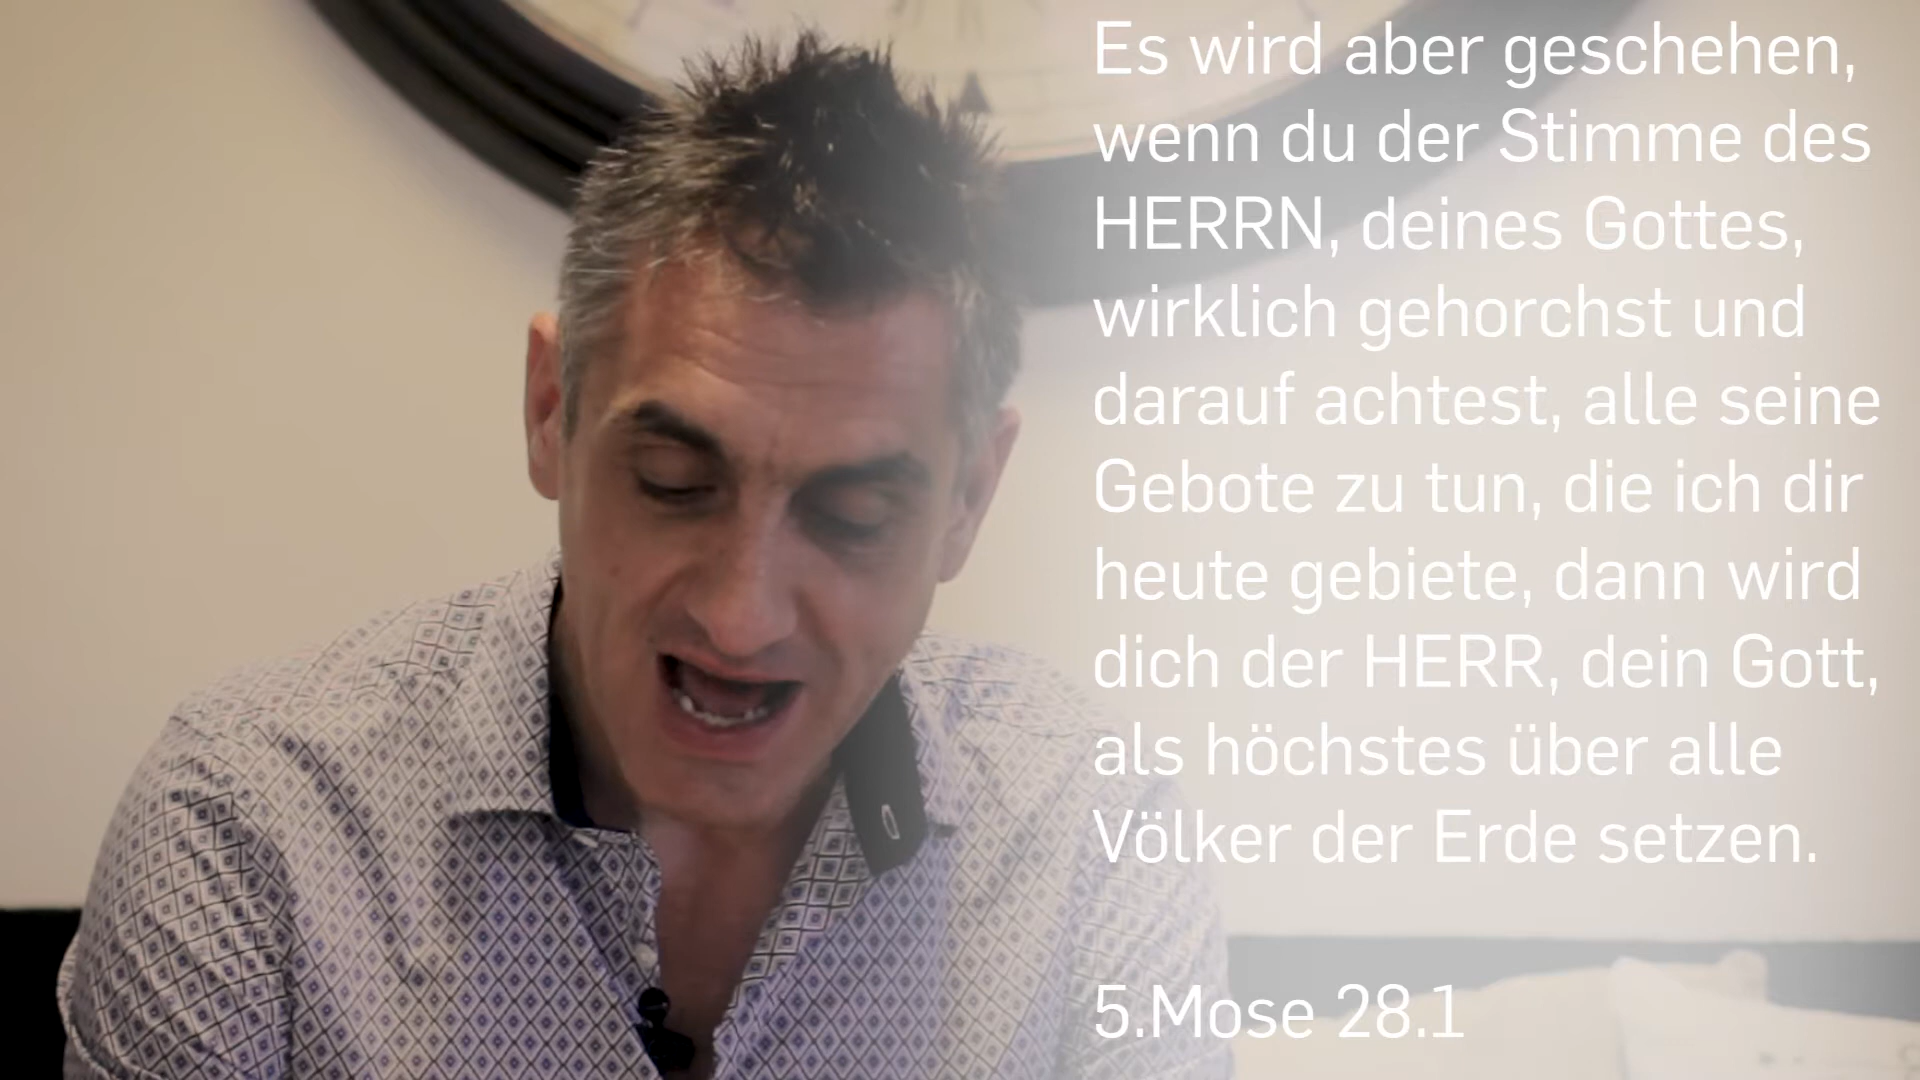 Es wird aber geschehen,
wenn du der Stimme des
HERRN, deines Gottes,
wirklich gehorchst und
darauf achtest, alle seine
Gebote zu tun, die ich dir
heute gebiete, dann wird
dich der HERR, dein Gott,
als höchstes über alle
Völker der Erde setzen.
5.Mose 28.1